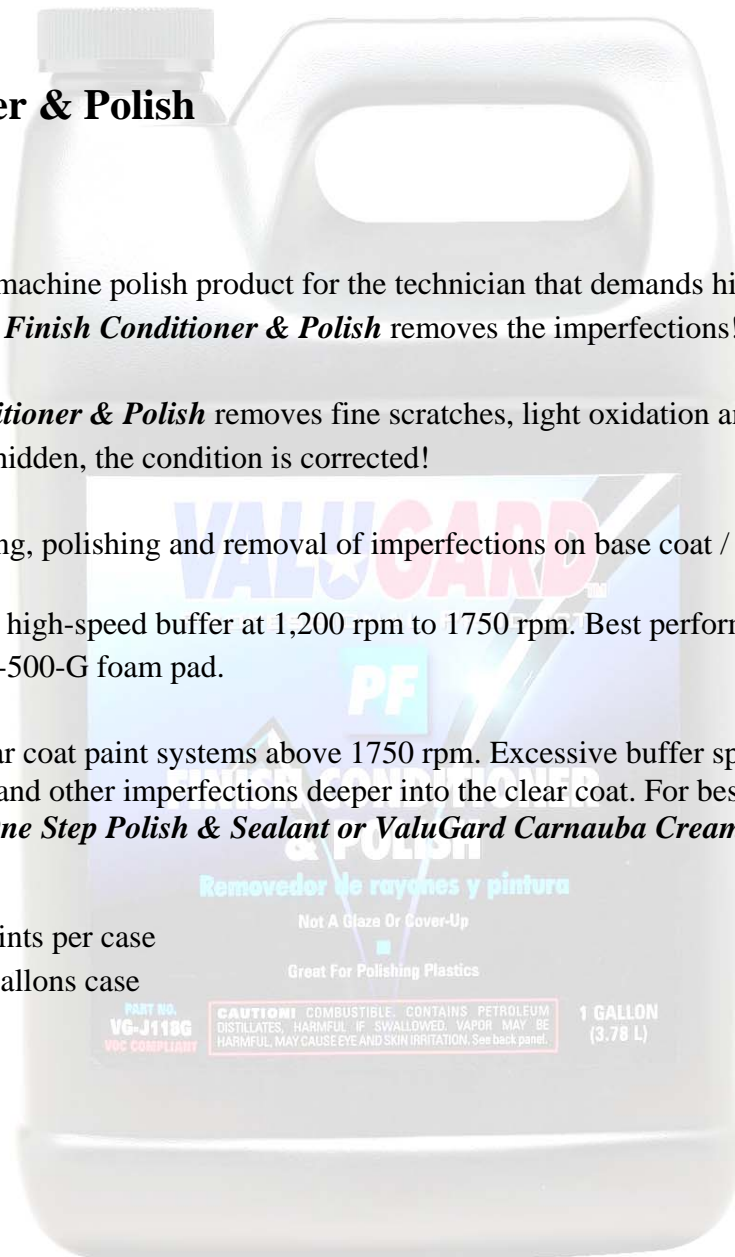 er & Polish
machine polish product for the technician that demands hi
Finish Conditioner & Polish removes the imperfections!
itioner & Polish removes fine scratches, light oxidation a
hidden, the condition is corrected!
VALUGARD
ng, polishing and removal of imperfections on base coat /
high-speed buffer at 1,200 rpm to 1750 rpm. Best perform
-500-G foam pad.
PF
ar coat paint systems above 1750 rpm. Excessive buffer sp
and other imperfections deeper into the clear coat. For bes
FINISH CONDITIONER
ne Step Polish & Sealant or ValuGard Carnauba Cream
& POLISH
Removedor de rayones y pintura
Not A Glaze Or Cover-Up
ints per case
Great For Polishing Plastics
allons case
PART NO.
VG-J118G
VOC COMPLIANT
CAUTION! COMBUSTIBLE. CONTAINS PETROLEUM
DISTILLATES, HARMFUL IF SWALLOWED. VAPOR MAY BE
HARMFUL, MAY CAUSE EYE AND SKIN IRRITATION. See back panel.
1 GALLON
(3.78 L)